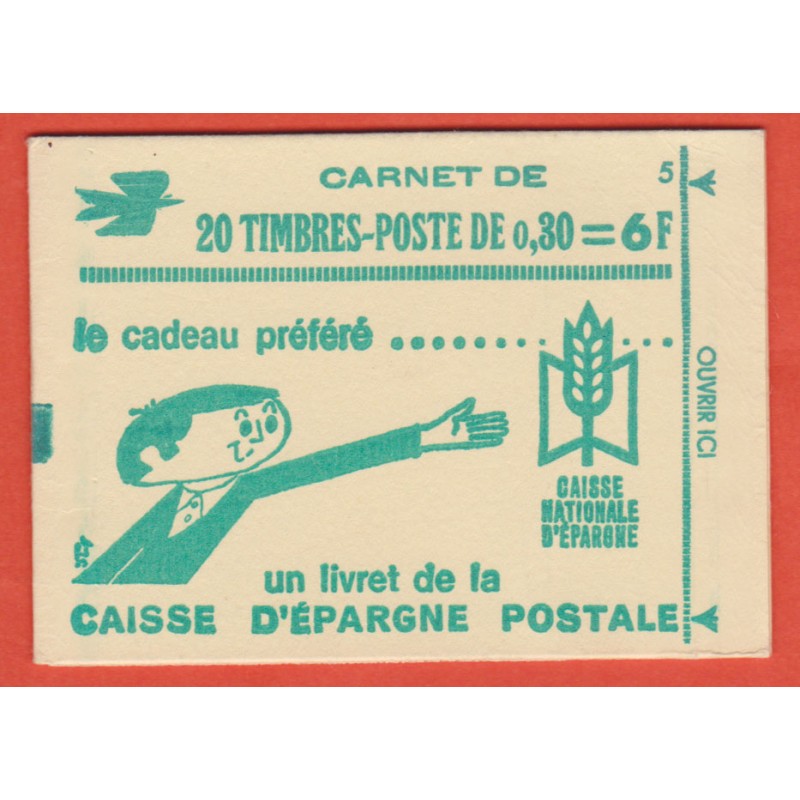 CARNET DE
5
20 TIMBRES-POSTE DE 0,30 = 6F
le cadeau préféré ............
OUVRIR ICI
CAISSE
NATIONALE
D'ÉPARGNE
un livret de la
CAISSE D'ÉPARGNE POSTALE